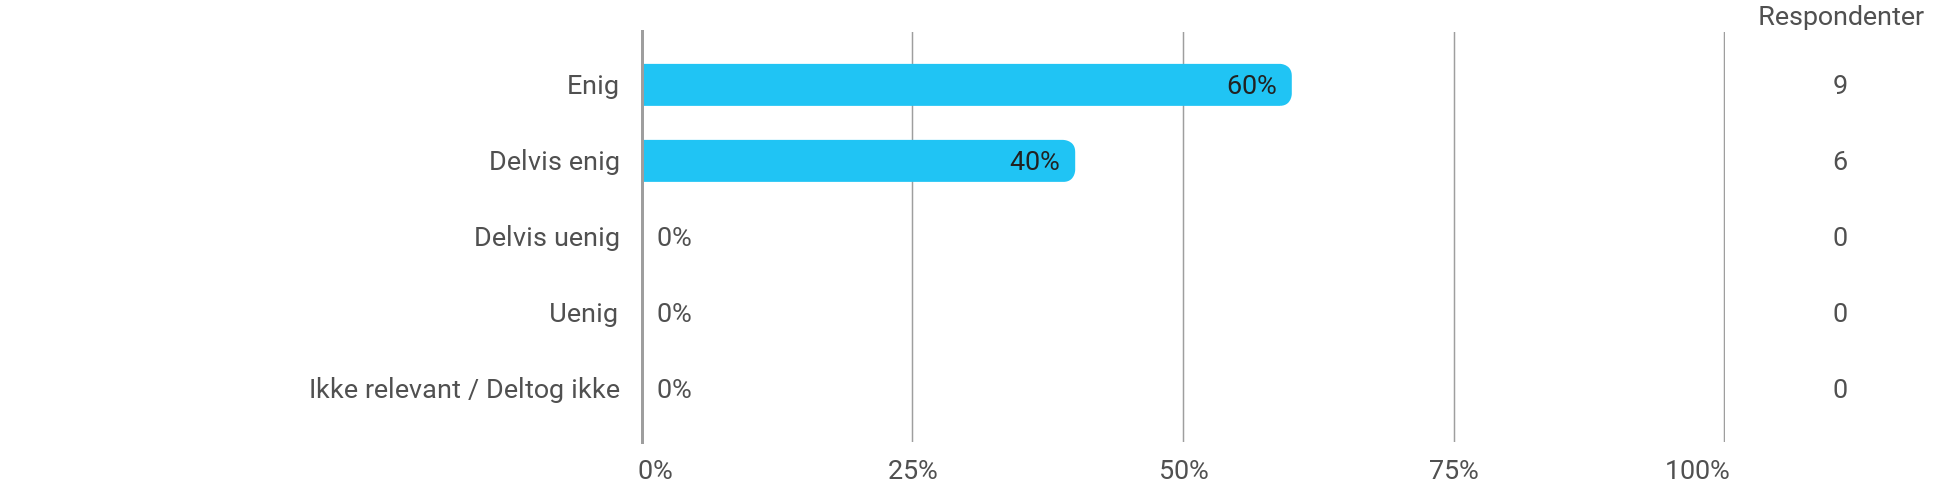 Respondenter
Enig 60% 9
Delvis enig 40% 6
Delvis uenig 0% 0
Uenig 0% 0
Ikke relevant / Deltog ikke 0% 0
0% 25% 50% 75% 100%